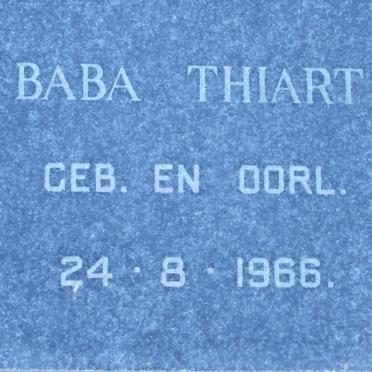 BABA THIART
GEB. EN OORL.
24 · 8 · 1966.